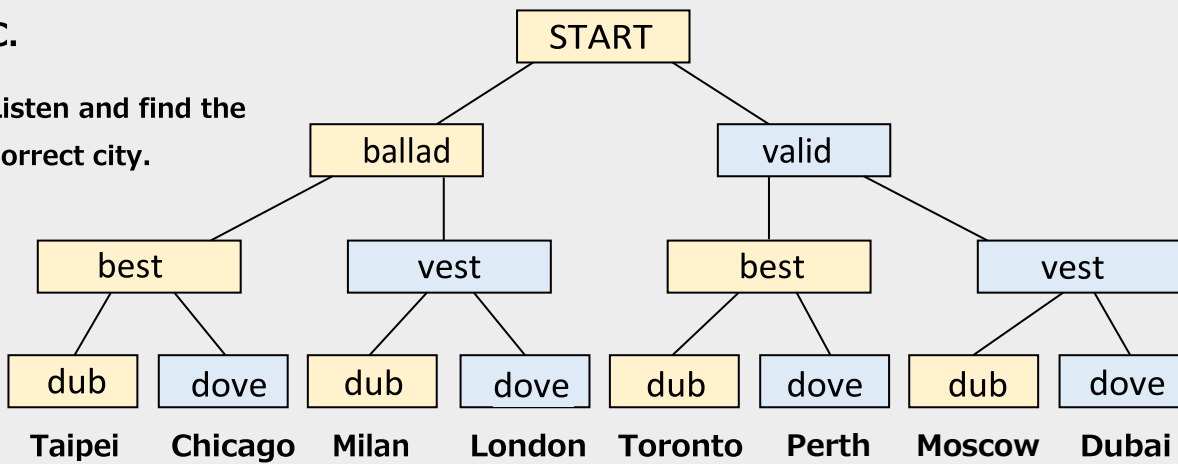 C.
START
Listen and find the
correct city.
ballad valid
best vest best vest
dub dove dub dove dub dove dub dove
Taipei Chicago Milan London Toronto Perth Moscow Dubai